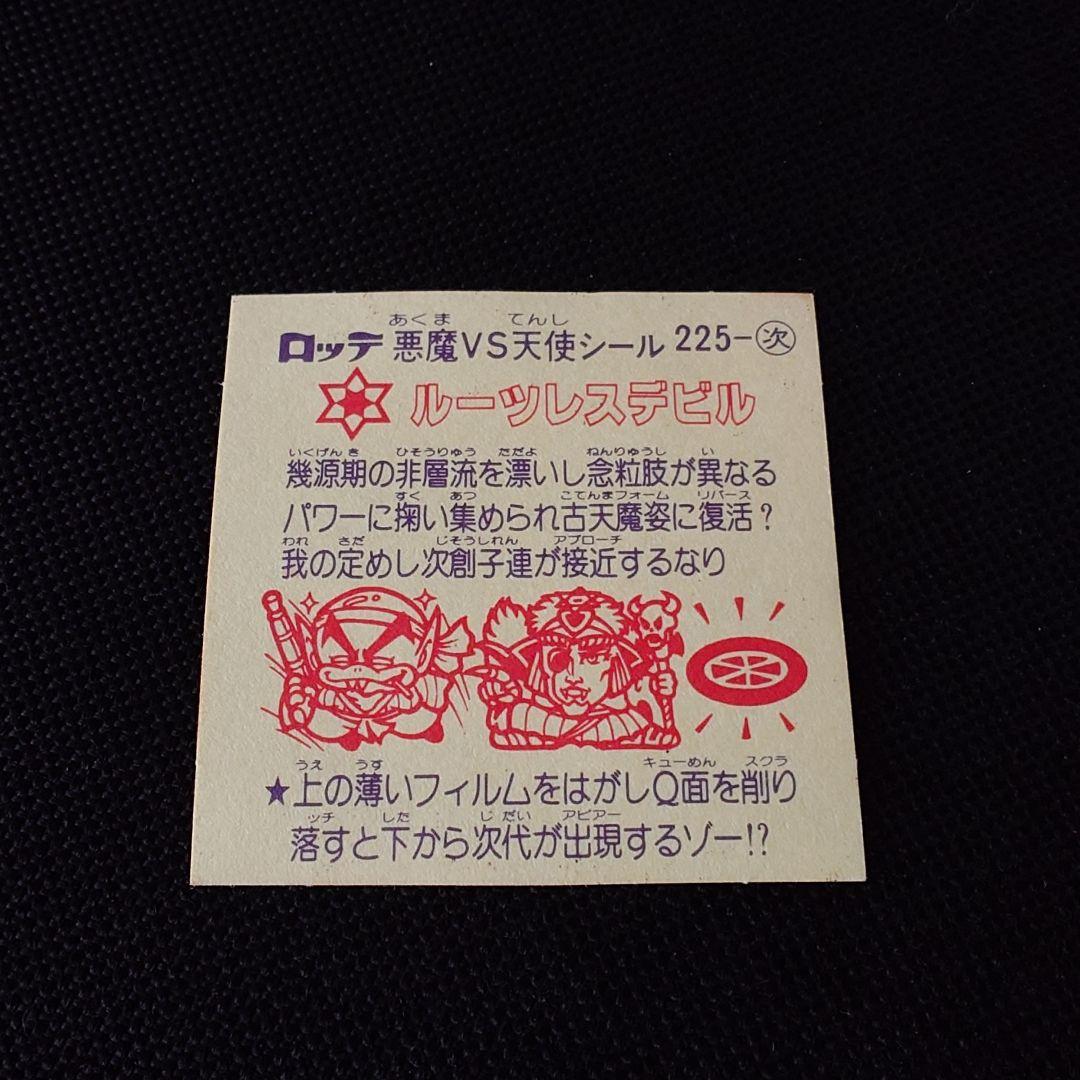 あくま てんし
ロッテ 悪魔VS天使シール 225-㊍次
ルーツレスデビル
いくげんき ひそうりゅう ただよ ねんりゅうし い
幾源期の非層流を漂いし念粒肢が異なる
すく あつ こてんまフォーム リバース
パワーに掬い集められ古天魔姿に復活?
われ さだ じそうしれん アプローチ
我の定めし次創子連が接近するなり
うえ うす キューめん スクラ
★上の薄いフィルムをはがしQ面を削り
ッチ した じだい アピアー
落すと下から次代が出現するゾー!?